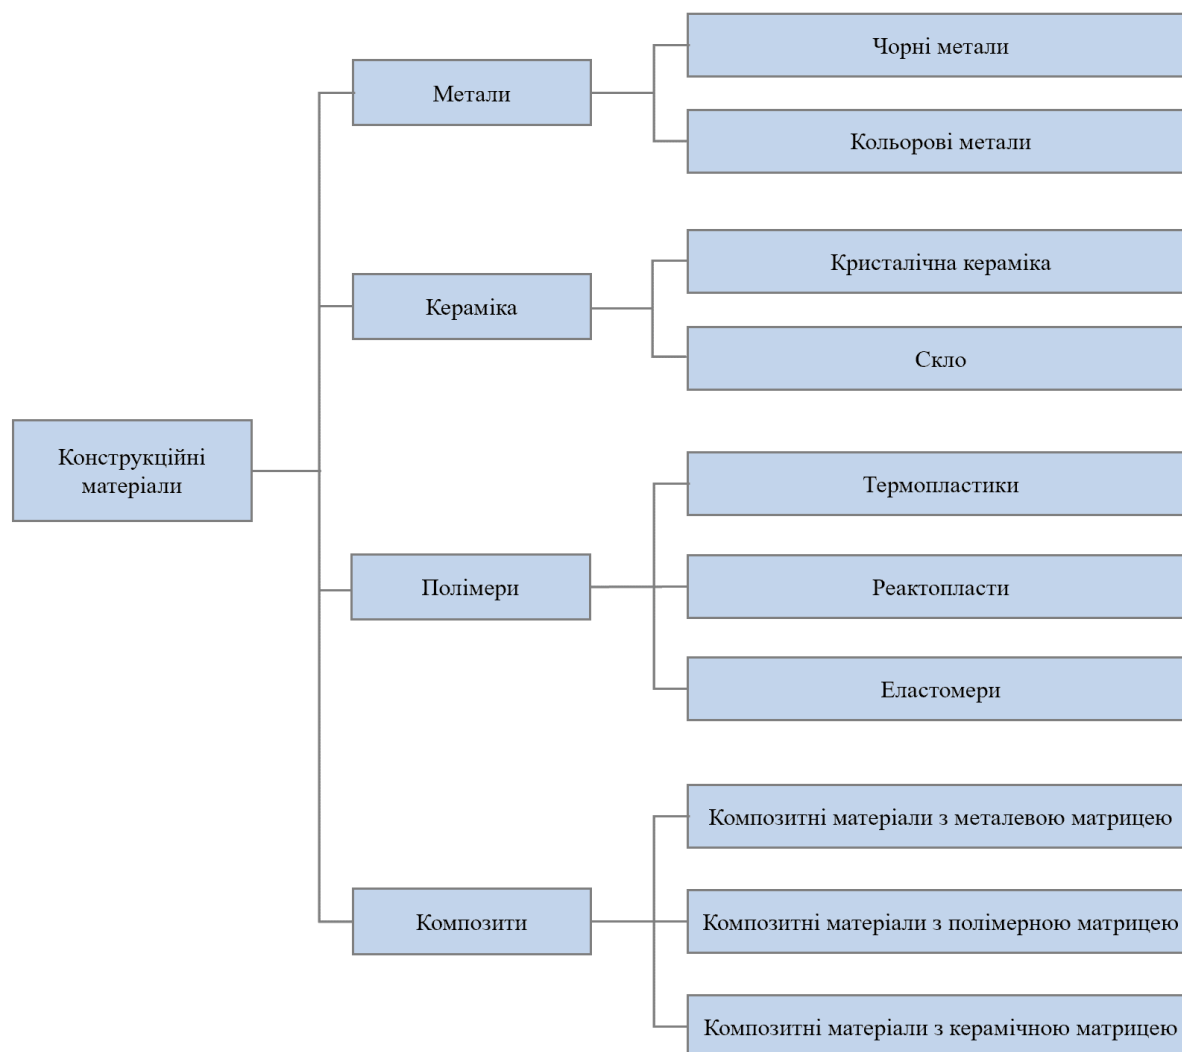 Чорні метали
Метали
Кольорові метали
Кристалічна кераміка
Кераміка
Скло
Конструкційні
матеріали
Термопластики
Полімери
Реактопласти
Еластомери
Композитні матеріали з металевою матрицею
Композити
Композитні матеріали з полімерною матрицею
Композитні матеріали з керамічною матрицею